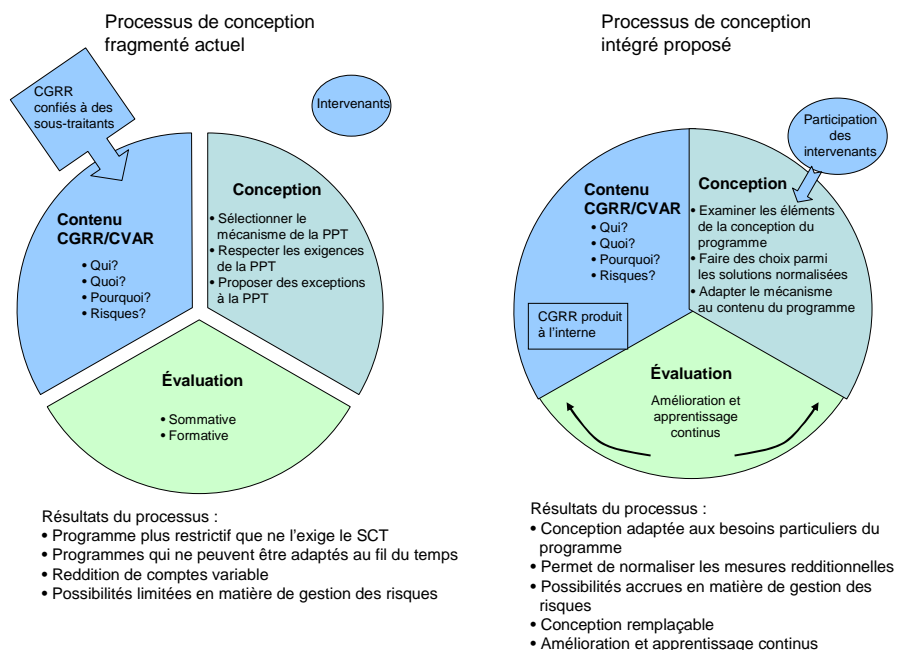 Processus de conception
fragmenté actuel
CGRR
confiés à des
sous-traitants
Intervenants
Contenu
CGRR/CVAR
• Qui?
• Quoi?
• Pourquoi?
• Risques?
Conception
• Sélectionner le
mécanisme de la PPT
• Respecter les exigences
de la PPT
• Proposer des exceptions
à la PPT
Évaluation
• Sommative
• Formative
Résultats du processus :
• Programme plus restrictif que ne l'exige le SCT
• Programmes qui ne peuvent être adaptés au fil du temps
• Reddition de comptes variable
• Possibilités limitées en matière de gestion des risques
Processus de conception
intégré proposé
Participation
des
intervenants
Contenu
CGRR/CVAR
• Qui?
• Quoi?
• Pourquoi?
• Risques?
CGRR produit
à l'interne
Conception
• Examiner les éléments
de la conception du
programme
• Faire des choix parmi
les solutions normalisées
• Adapter le mécanisme
au contenu du programme
Évaluation
Amélioration et
apprentissage
continus
Résultats du processus :
• Conception adaptée aux besoins particuliers du
programme
• Permet de normaliser les mesures redditionnelles
• Possibilités accrues en matière de gestion des
risques
• Conception remplaçable
• Amélioration et apprentissage continus